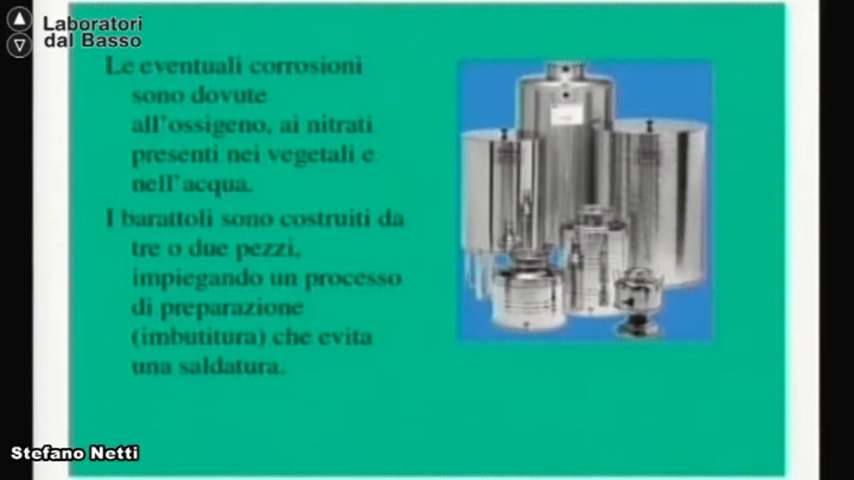 Laboratori
dal Basso
Le eventuali corrosioni
sono dovute
all'ossigeno, ai nitrati
presenti nei vegetali e
nell'acqua.
I barattoli sono costruiti da
tre o due pezzi,
impiegando un processo
di preparazione
(imbutitura) che evita
una saldatura.
Stefano Netti